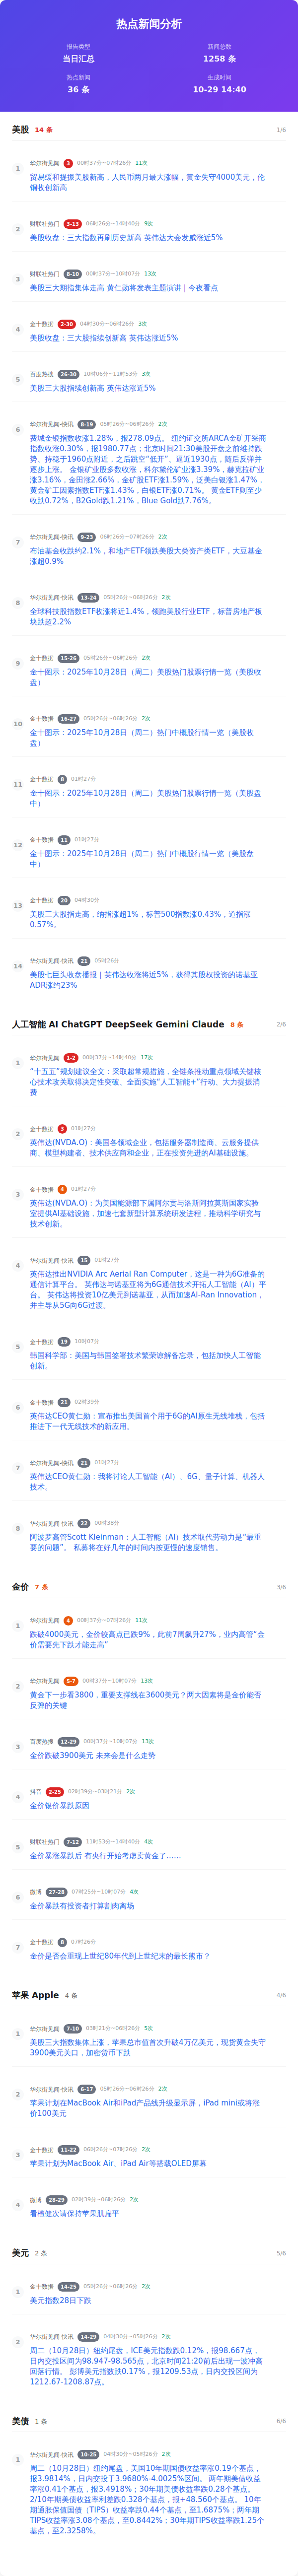 热点新闻分析
报告类型
新闻总数
当日汇总
1258 条
热点新闻
生成时间
36 条
10-29 14:40
美股 14 条 1/6
1
华尔街见闻 3 00时37分~07时26分 11次
贸易缓和提振美股新高，人民币两月最大涨幅，黄金失守4000美元，伦
铜收创新高
2
财联社热门 3-13 06时26分~14时40分 9次
美股收盘：三大指数再刷历史新高 英伟达大会发威涨近5%
3
财联社热门 8-10 00时37分~10时07分 13次
美股三大期指集体走高 黄仁勋将发表主题演讲 | 今夜看点
4
金十数据 2-30 04时30分~06时26分 3次
美股收盘：三大股指续创新高 英伟达涨近5%
5
百度热搜 26-30 10时06分~11时53分 3次
美股三大股指续创新高 英伟达涨近5%
6
华尔街见闻-快讯 8-19 05时26分~06时26分 2次
费城金银指数收涨1.28%，报278.09点。 纽约证交所ARCA金矿开采商
指数收涨0.30%，报1980.77点；北京时间21:30美股开盘之前维持跌
势、持稳于1960点附近，之后跳空“低开”、逼近1930点，随后反弹并
逐步上涨。 金银矿业股多数收涨，科尔黛伦矿业涨3.39%，赫克拉矿业
涨3.16%，金田涨2.66%，金矿股ETF涨1.59%，泛美白银涨1.47%，
黄金矿工因素指数ETF涨1.43%，白银ETF涨0.71%。 黄金ETF则至少
收跌0.72%，B2Gold跌1.21%，Blue Gold跌7.76%。
7
华尔街见闻-快讯 9-23 06时26分~07时26分 2次
布油基金收跌约2.1%，和地产ETF领跌美股大类资产类ETF，大豆基金
涨超0.9%
8
华尔街见闻-快讯 13-24 05时26分~06时26分 2次
全球科技股指数ETF收涨将近1.4%，领跑美股行业ETF，标普房地产板
块跌超2.2%
9
金十数据 15-26 05时26分~06时26分 2次
金十图示：2025年10月28日（周二）美股热门股票行情一览（美股收
盘）
10
金十数据 16-27 05时26分~06时26分 2次
金十图示：2025年10月28日（周二）热门中概股行情一览（美股收
盘）
11
金十数据 8 01时27分
金十图示：2025年10月28日（周二）美股热门股票行情一览（美股盘
中）
12
金十数据 11 01时27分
金十图示：2025年10月28日（周二）热门中概股行情一览（美股盘
中）
13
金十数据 20 04时30分
美股三大股指走高，纳指涨超1%，标普500指数涨0.43%，道指涨
0.57%。
14
华尔街见闻-快讯 21 05时26分
美股七巨头收盘播报｜英伟达收涨将近5%，获得其股权投资的诺基亚
ADR涨约23%
人工智能 AI ChatGPT DeepSeek Gemini Claude 8 条 2/6
1
华尔街见闻 1-2 00时37分~14时40分 17次
“十五五”规划建议全文：采取超常规措施，全链条推动重点领域关键核
心技术攻关取得决定性突破、全面实施“人工智能+”行动、大力提振消
费
2
金十数据 3 01时27分
英伟达(NVDA.O)：美国各领域企业，包括服务器制造商、云服务提供
商、模型构建者、技术供应商和企业，正在投资先进的AI基础设施。
3
金十数据 4 01时27分
英伟达(NVDA.O)：为美国能源部下属阿尔贡与洛斯阿拉莫斯国家实验
室提供AI基础设施，加速七套新型计算系统研发进程，推动科学研究与
技术创新。
4
华尔街见闻-快讯 15 01时27分
英伟达推出NVIDIA Arc Aerial Ran Computer，这是一种为6G准备的
通信计算平台。 英伟达与诺基亚将为6G通信技术开拓人工智能（AI）平
台。 英伟达将投资10亿美元到诺基亚，从而加速AI-Ran Innovation，
并主导从5G向6G过渡。
5
金十数据 19 10时07分
韩国科学部：美国与韩国签署技术繁荣谅解备忘录，包括加快人工智能
创新。
6
金十数据 21 02时39分
英伟达CEO黄仁勋：宣布推出美国首个用于6G的AI原生无线堆栈，包括
推进下一代无线技术的新应用。
7
华尔街见闻-快讯 21 01时27分
英伟达CEO黄仁勋：我将讨论人工智能（AI）、6G、量子计算、机器人
技术。
8
华尔街见闻-快讯 22 00时38分
阿波罗高管Scott Kleinman：人工智能（AI）技术取代劳动力是“最重
要的问题”。 私募将在好几年的时间内按更慢的速度销售。
金价 7 条 3/6
1
华尔街见闻 4 00时37分~07时26分 11次
跌破4000美元，金价较高点已跌9%，此前7周飙升27%，业内高管“金
价需要先下跌才能走高”
2
华尔街见闻 5-7 00时37分~10时07分 13次
黄金下一步看3800，重要支撑线在3600美元？两大因素将是金价能否
反弹的关键
3
百度热搜 12-29 00时37分~10时07分 13次
金价跌破3900美元 未来会是什么走势
4
抖音 2-25 02时39分~03时21分 2次
金价银价暴跌原因
5
财联社热门 7-12 11时53分~14时40分 4次
金价暴涨暴跌后 有央行开始考虑卖黄金了……
6
微博 27-28 07时25分~10时07分 4次
金价暴跌有投资者打算割肉离场
7
金十数据 8 07时26分
金价是否会重现上世纪80年代到上世纪末的最长熊市？
苹果 Apple 4 条 4/6
1
华尔街见闻 7-10 03时21分~06时26分 5次
美股三大指数集体上涨，苹果总市值首次升破4万亿美元，现货黄金失守
3900美元关口，加密货币下跌
2
华尔街见闻-快讯 6-17 05时26分~06时26分 2次
苹果计划在MacBook Air和iPad产品线升级显示屏，iPad mini或将涨
价100美元
3
金十数据 11-22 06时26分~07时26分 2次
苹果计划为MacBook Air、iPad Air等搭载OLED屏幕
4
微博 28-29 02时39分~06时26分 2次
看檀健次请保持苹果肌扁平
美元 2 条 5/6
1
金十数据 14-25 05时26分~06时26分 2次
美元指数28日下跌
2
华尔街见闻-快讯 14-29 04时30分~05时26分 2次
周二（10月28日）纽约尾盘，ICE美元指数跌0.12%，报98.667点，
日内交投区间为98.947-98.565点，北京时间21:20前后出现一波冲高
回落行情。 彭博美元指数跌0.17%，报1209.53点，日内交投区间为
1212.67-1208.87点。
美债 1 条 6/6
1
华尔街见闻-快讯 10-25 04时30分~05时26分 2次
周二（10月28日）纽约尾盘，美国10年期国债收益率涨0.19个基点，
报3.9814%，日内交投于3.9680%-4.0025%区间。 两年期美债收益
率涨0.41个基点，报3.4918%；30年期美债收益率跌0.28个基点。
2/10年期美债收益率利差跌0.328个基点，报+48.560个基点。 10年
期通胀保值国债（TIPS）收益率跌0.44个基点，至1.6875%；两年期
TIPS收益率涨3.08个基点，至0.8442%；30年期TIPS收益率跌1.25个
基点，至2.3258%。